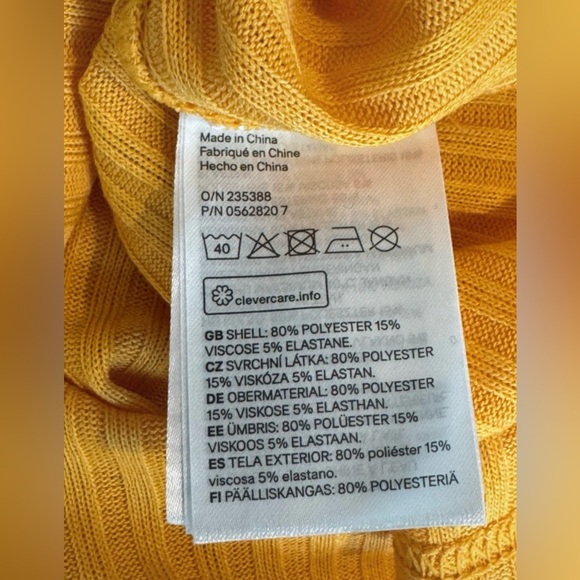 Made in China
Fabriqué en Chine
Hecho en China
O/N 235388
P/N 0562820 7
40
clevercare.info
GB SHELL: 80% POLYESTER 15%
VISCOSE 5% ELASTANE.
CZ SVRCHNÍ LÁTKA: 80% POLYESTER
15% VISKÓZA 5% ELASTAN.
DE OBERMATERIAL: 80% POLYESTER
15% VISKOSE 5% ELASTHAN.
EE ÜMBRIS: 80% POLÜESTER 15%
VISKOOS 5% ELASTAAN.
ES TELA EXTERIOR: 80% poliéster 15%
viscosa 5% elastano.
FI PÄÄLLISKANGAS: 80% POLYESTERIÄ